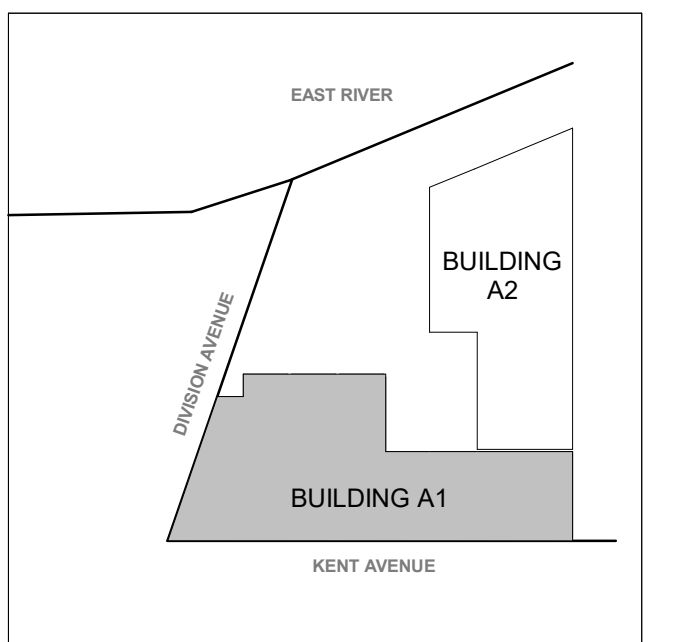 EAST RIVER
BUILDING
A2
DIVISION AVENUE
BUILDING A1
KENT AVENUE